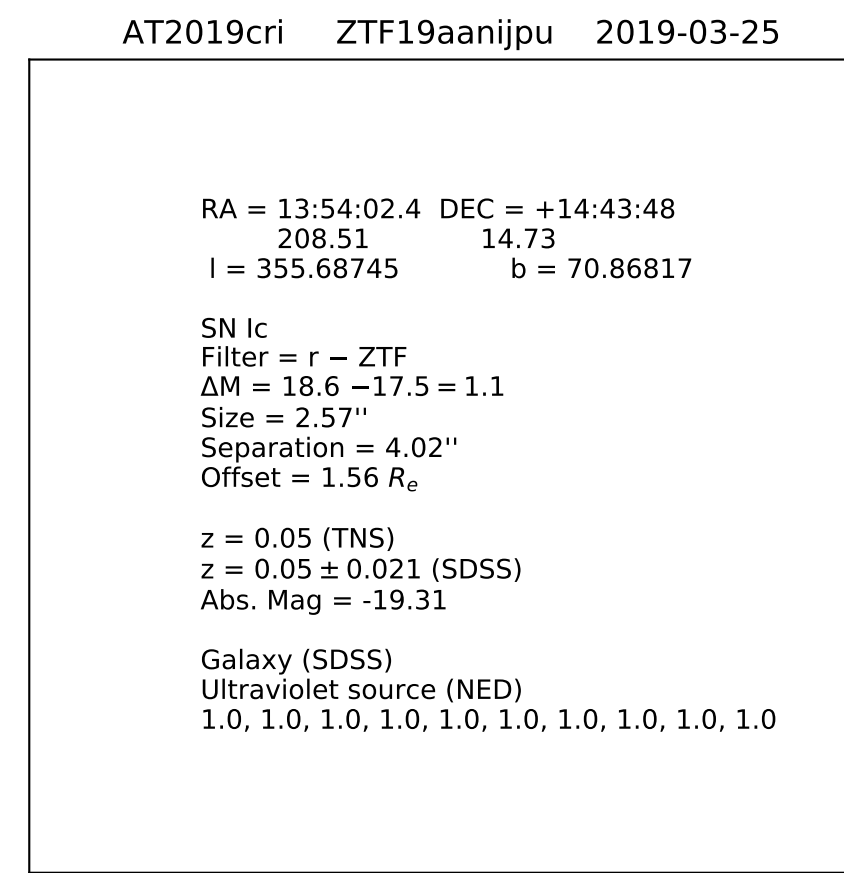 AT2019cri ZTF19aanijpu 2019-03-25
RA = 13:54:02.4 DEC = +14:43:48
208.51 14.73
l = 355.68745 b = 70.86817
SN Ic
Filter = r − ZTF
ΔM = 18.6 −17.5 = 1.1
Size = 2.57''
Separation = 4.02''
Offset = 1.56 Rₑ
z = 0.05 (TNS)
z = 0.05 ± 0.021 (SDSS)
Abs. Mag = -19.31
Galaxy (SDSS)
Ultraviolet source (NED)
1.0, 1.0, 1.0, 1.0, 1.0, 1.0, 1.0, 1.0, 1.0, 1.0